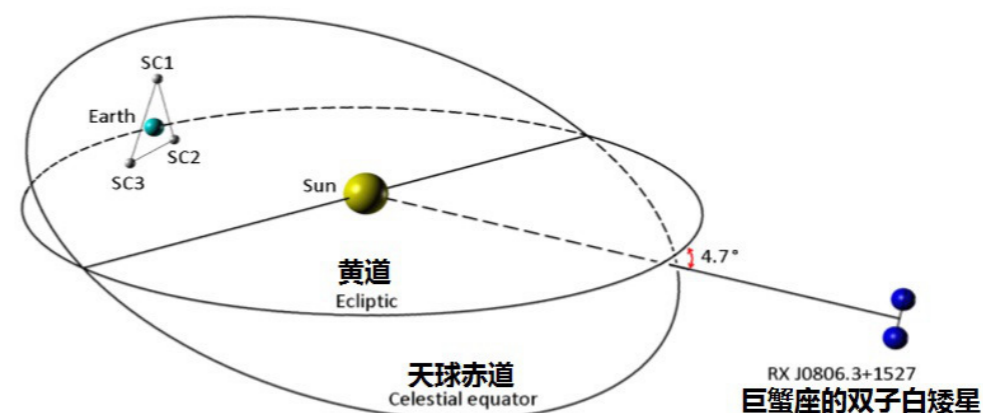 SC1
Earth
SC2
SC3
Sun
4.7°
黄道
Ecliptic
天球赤道
Celestial equator
RX J0806.3+1527
巨蟹座的双子白矮星